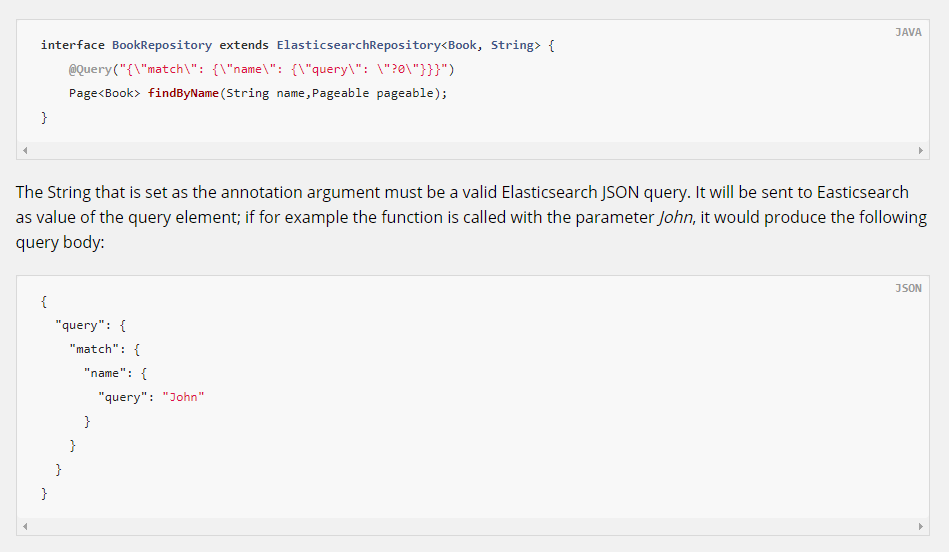 JAVA
interface BookRepository extends ElasticsearchRepository<Book, String> {
    @Query("{\"match\": {\"name\": {\"query\": \"?0\"}}}")
    Page<Book> findByName(String name,Pageable pageable);
}
The String that is set as the annotation argument must be a valid Elasticsearch JSON query. It will be sent to Easticsearch
as value of the query element; if for example the function is called with the parameter John, it would produce the following
query body:
JSON
{
  "query": {
    "match": {
      "name": {
        "query": "John"
      }
    }
  }
}